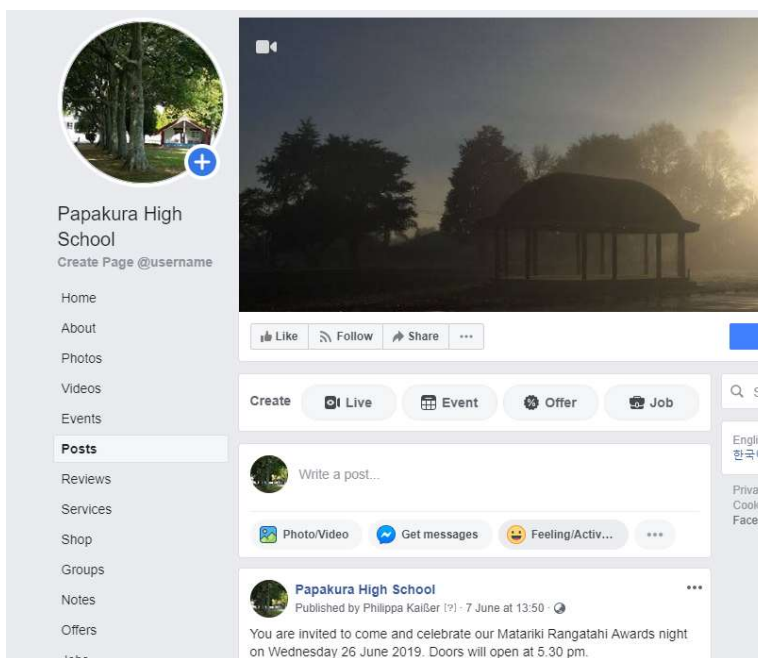 Papakura High
School
Create Page @username
Home
About
Photos
Videos
Events
Posts
Reviews
Services
Shop
Groups
Notes
Offers
Like Follow Share
Create Live Event Offer Job
Write a post...
Photo/Video Get messages Feeling/Activ...
Papakura High School
Published by Philippa Kaißer [?] · 7 June at 13:50 ·
You are invited to come and celebrate our Matariki Rangatahi Awards night
on Wednesday 26 June 2019. Doors will open at 5.30 pm.